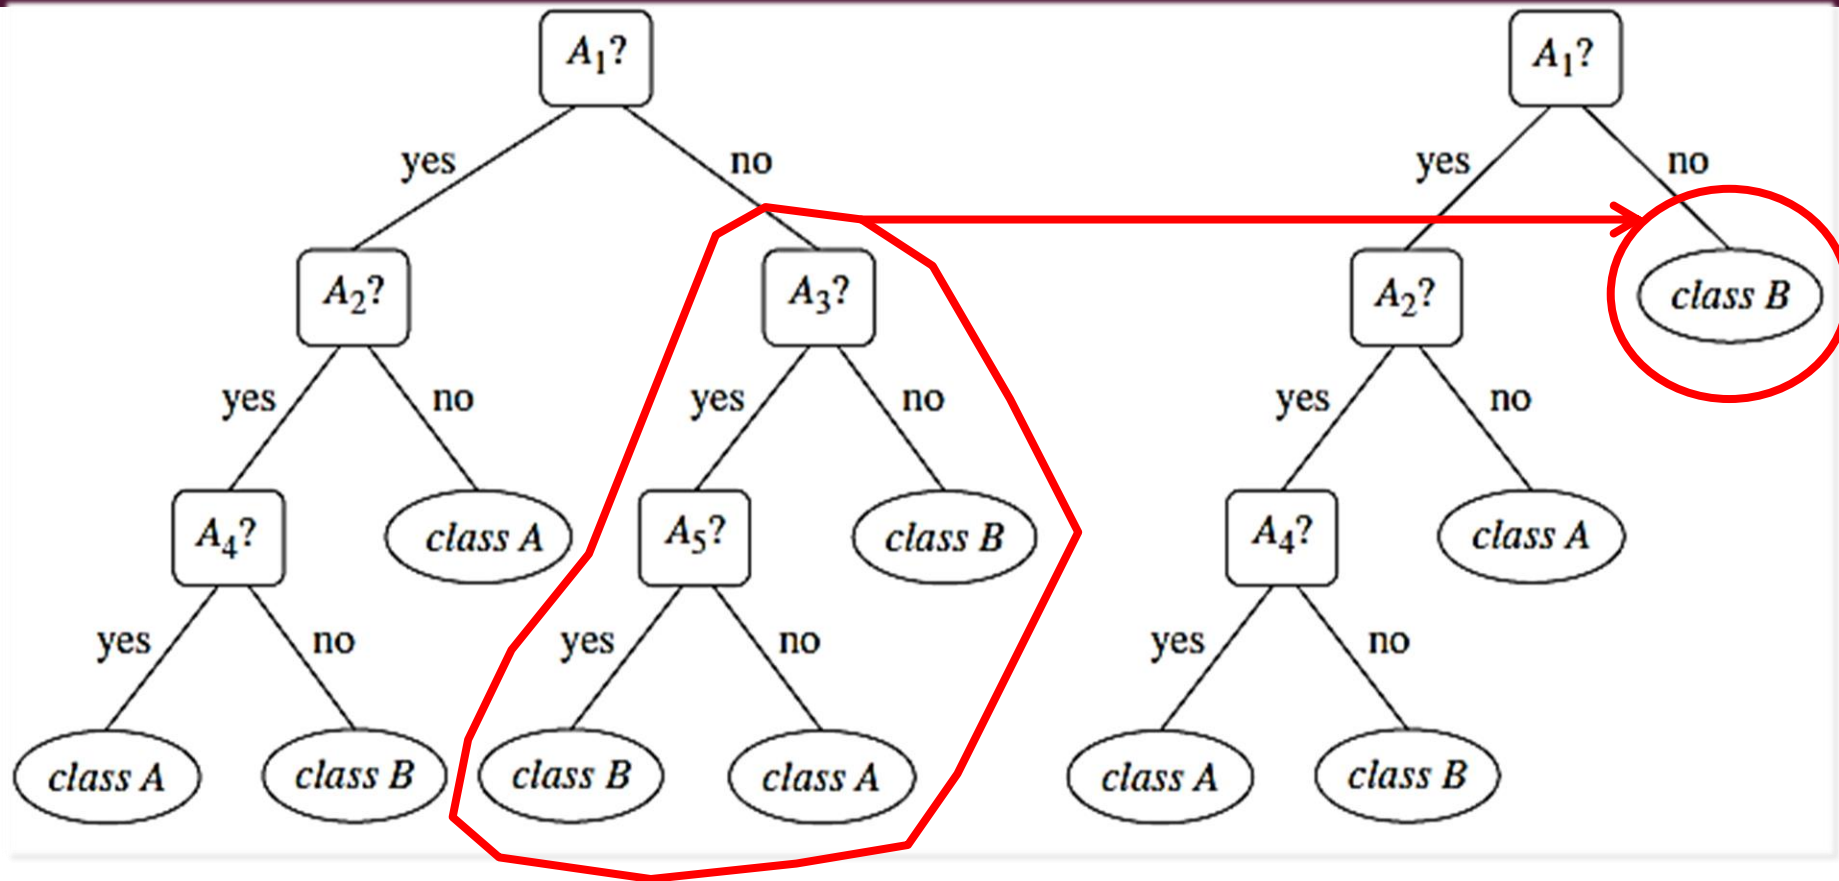 A₁? A₁?
yes no yes no
A₂? A₃? A₂? class B
yes no yes no yes no
A₄? class A A₅? class B A₄? class A
yes no yes no yes no
class A class B class B class A class A class B